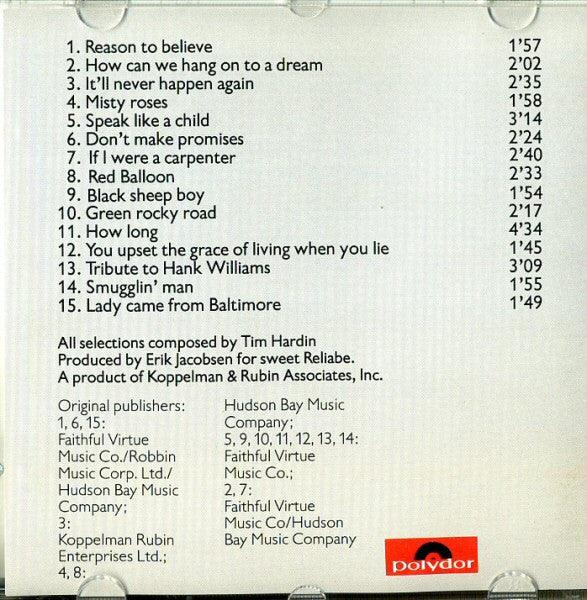 1. Reason to believe 1'57
2. How can we hang on to a dream 2'02
3. It'll never happen again 2'35
4. Misty roses 1'58
5. Speak like a child 3'14
6. Don't make promises 2'24
7. If I were a carpenter 2'40
8. Red Balloon 2'33
9. Black sheep boy 1'54
10. Green rocky road 2'17
11. How long 4'34
12. You upset the grace of living when you lie 1'45
13. Tribute to Hank Williams 3'09
14. Smugglin' man 1'55
15. Lady came from Baltimore 1'49
All selections composed by Tim Hardin
Produced by Erik Jacobsen for sweet Reliabe.
A product of Koppelman & Rubin Associates, Inc.
Original publishers:
1, 6, 15:
Faithful Virtue
Music Co./Robbin
Music Corp. Ltd./
Hudson Bay Music
Company;
3:
Koppelman Rubin
Enterprises Ltd.;
4, 8:
Hudson Bay Music
Company;
5, 9, 10, 11, 12, 13, 14:
Faithful Virtue
Music Co.;
2, 7:
Faithful Virtue
Music Co/Hudson
Bay Music Company
polydor